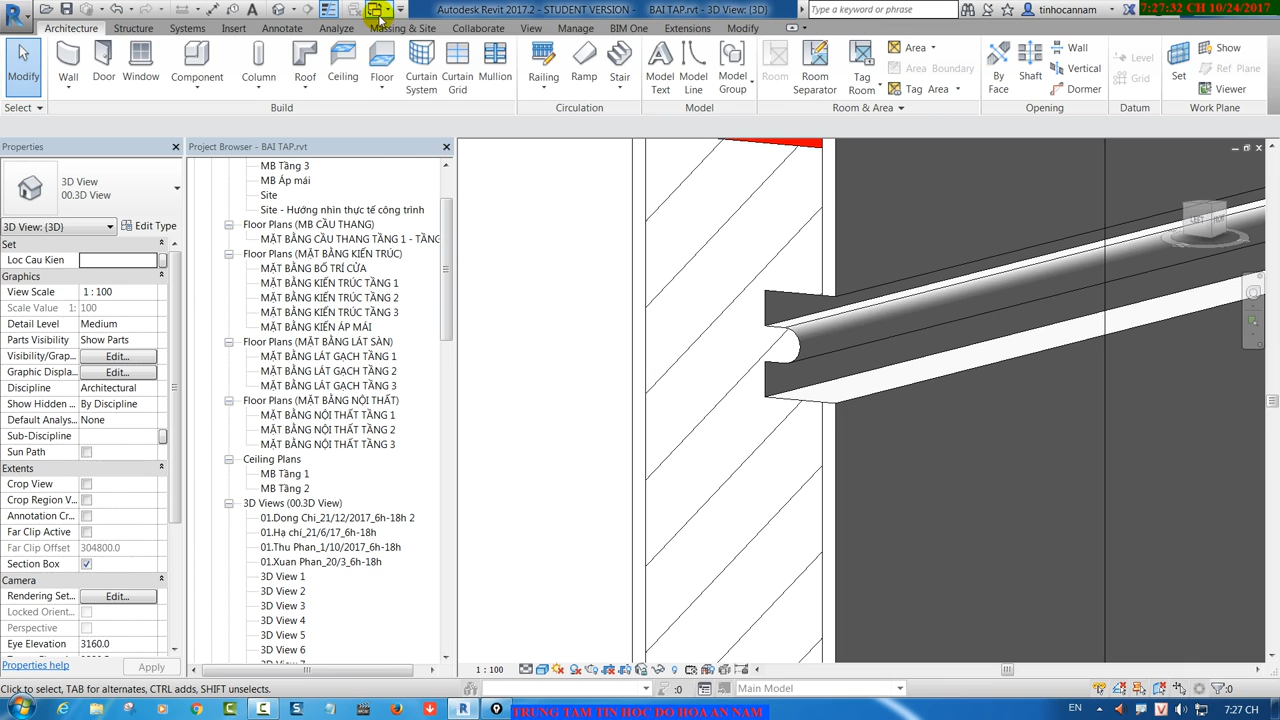 Autodesk Revit 2017.2 - STUDENT VERSION - BAI TAP.rvt - 3D View: {3D}
Type a keyword or phrase
tinhocannam
7:27:32 CH 10/24/2017
Architecture Structure Systems Insert Annotate Analyze Massing & Site Collaborate View Manage BIM One Extensions Modify
Modify
Wall
Door
Window
Component
Column
Roof
Ceiling
Floor
Curtain System
Curtain Grid
Mullion
Railing
Ramp
Stair
Model Text
Model Line
Model Group
Room
Room Separator
Tag Room
Area
Area Boundary
Tag Area
By Face
Shaft
Wall
Vertical
Dormer
Level
Grid
Set
Show
Ref Plane
Viewer
Select Build Circulation Model Room & Area Opening Datum Work Plane
Properties
3D View
00.3D View
3D View: {3D}
Edit Type
Set
Loc Cau Kien
Graphics
View Scale 1 : 100
Scale Value 1: 100
Detail Level Medium
Parts Visibility Show Parts
Visibility/Grap... Edit...
Graphic Displa... Edit...
Discipline Architectural
Show Hidden ... By Discipline
Default Analys... None
Sub-Discipline
Sun Path
Extents
Crop View
Crop Region V...
Annotation Cr...
Far Clip Active
Far Clip Offset 304800.0
Section Box
Camera
Rendering Set... Edit...
Locked Orient...
Perspective
Eye Elevation 3160.0
Properties help
Apply
Project Browser - BAI TAP.rvt
MB Tầng 3
MB Áp mái
Site
Site - Hướng nhìn thực tế công trình
Floor Plans (MB CẦU THANG)
MẶT BẰNG CẦU THANG TẦNG 1 - TẦNG
Floor Plans (MẶT BẰNG KIẾN TRÚC)
MẶT BẰNG BỐ TRÍ CỬA
MẶT BẰNG KIẾN TRÚC TẦNG 1
MẶT BẰNG KIẾN TRÚC TẦNG 2
MẶT BẰNG KIẾN TRÚC TẦNG 3
MẶT BẰNG KIẾN ÁP MÁI
Floor Plans (MẶT BẰNG LÁT SÀN)
MẶT BẰNG LÁT GẠCH TẦNG 1
MẶT BẰNG LÁT GẠCH TẦNG 2
MẶT BẰNG LÁT GẠCH TẦNG 3
Floor Plans (MẶT BẰNG NỘI THẤT)
MẶT BẰNG NỘI THẤT TẦNG 1
MẶT BẰNG NỘI THẤT TẦNG 2
MẶT BẰNG NỘI THẤT TẦNG 3
Ceiling Plans
MB Tầng 1
MB Tầng 2
3D Views (00.3D View)
01.Dong Chi_21/12/2017_6h-18h 2
01.Hạ chí_21/6/17_6h-18h
01.Thu Phan_1/10/2017_6h-18h
01.Xuan Phan_20/3_6h-18h
3D View 1
3D View 2
3D View 3
3D View 4
3D View 5
3D View 6
LEFT
1 : 100
Click to select, TAB for alternates, CTRL adds, SHIFT unselects.
:0
Main Model
:0
TRUNG TAM TIN HOC DO HOA AN NAM
EN
7:27 CH